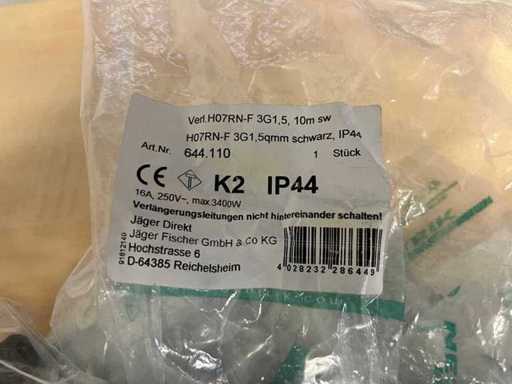 Verl.H07RN-F 3G1,5, 10m sw
H07RN-F 3G1,5qmm schwarz, IP44
Art.Nr. 644.110 1 Stück
CE T K2 IP44
16A, 250V~, max.3400W
Verlängerungsleitungen nicht hintereinander schalten!
Jäger Direkt
Jäger Fischer GmbH & Co KG
Hochstrasse 6
D-64385 Reichelsheim
91812149
4028232286449